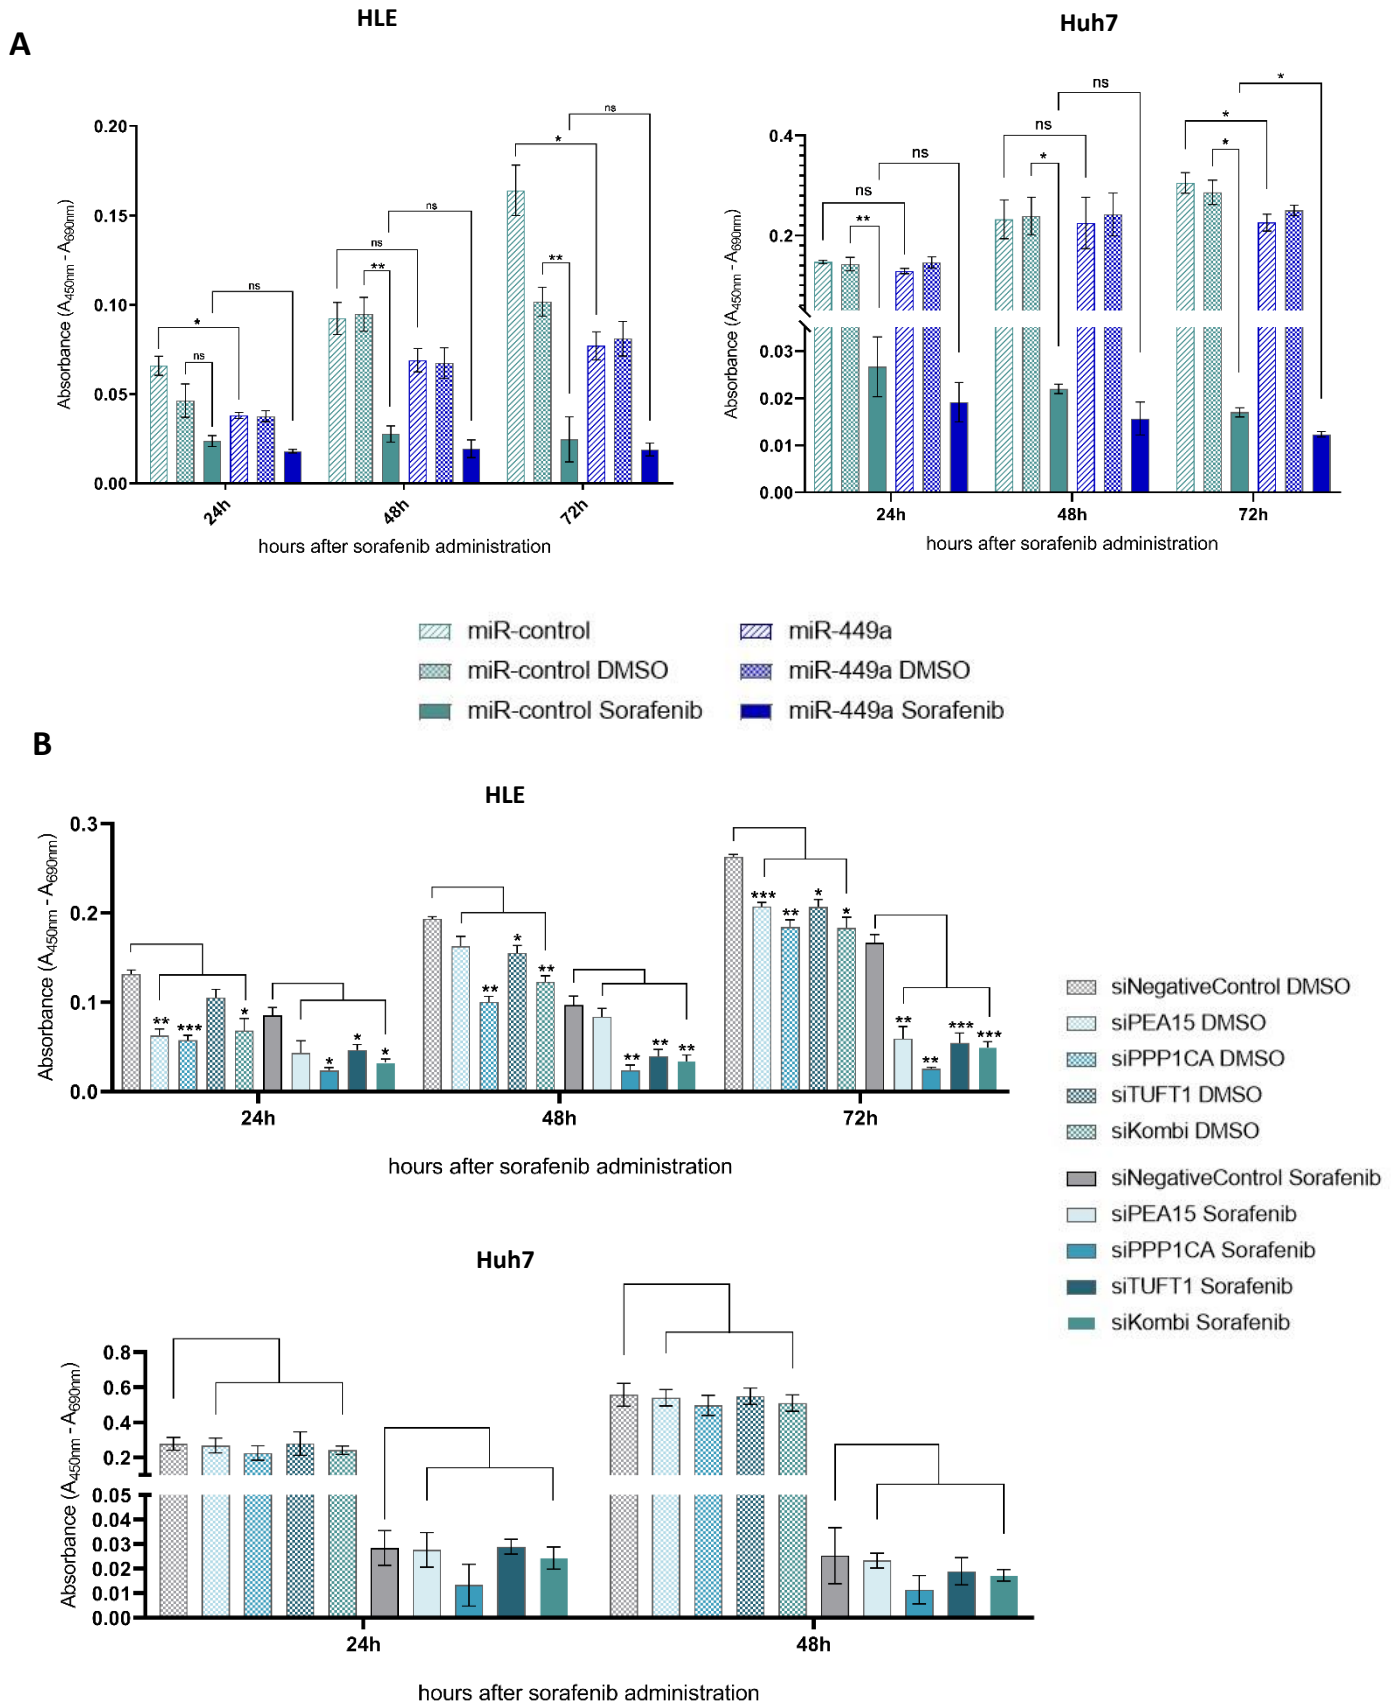 A
HLE
Huh7
Absorbance (A450nm - A690nm)
0.20
0.15
0.10
0.05
0.00
ns
*
ns
*
ns
ns
**
**
ns
*
ns
24h
48h
72h
hours after sorafenib administration
Absorbance (A450nm - A690nm)
0.4
0.2
0.03
0.02
0.01
0.00
*
ns
*
ns
*
*
ns
ns
**
24h
48h
72h
hours after sorafenib administration
miR-control
miR-449a
miR-control DMSO
miR-449a DMSO
miR-control Sorafenib
miR-449a Sorafenib
B
HLE
Absorbance (A450nm - A690nm)
0.3
0.2
0.1
0.0
** *** * * * *
** * ** ** ** **
*** ** * * ** ** *** ***
24h
48h
72h
hours after sorafenib administration
siNegativeControl DMSO
siPEA15 DMSO
siPPP1CA DMSO
siTUFT1 DMSO
siKombi DMSO
siNegativeControl Sorafenib
siPEA15 Sorafenib
siPPP1CA Sorafenib
siTUFT1 Sorafenib
siKombi Sorafenib
Huh7
Absorbance (A450nm - A690nm)
0.8
0.6
0.4
0.2
0.05
0.04
0.03
0.02
0.01
0.00
24h
48h
hours after sorafenib administration